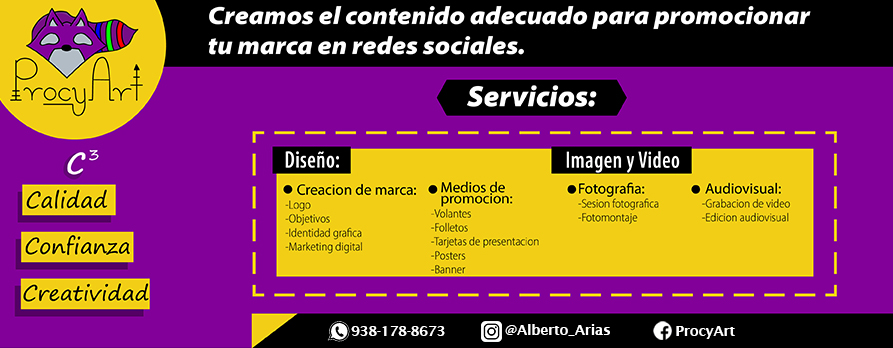 Creamos el contenido adecuado para promocionar
tu marca en redes sociales.
ProcyArt
C³
Calidad
Confianza
Creatividad
Servicios:
Diseño:
● Creacion de marca:
-Logo
-Objetivos
-Identidad grafica
-Marketing digital
● Medios de
promocion:
-Volantes
-Folletos
-Tarjetas de presentacion
-Posters
-Banner
Imagen y Video
● Fotografia:
-Sesion fotografica
-Fotomontaje
● Audiovisual:
-Grabacion de video
-Edicion audiovisual
938-178-8673
@Alberto_Arias
ProcyArt